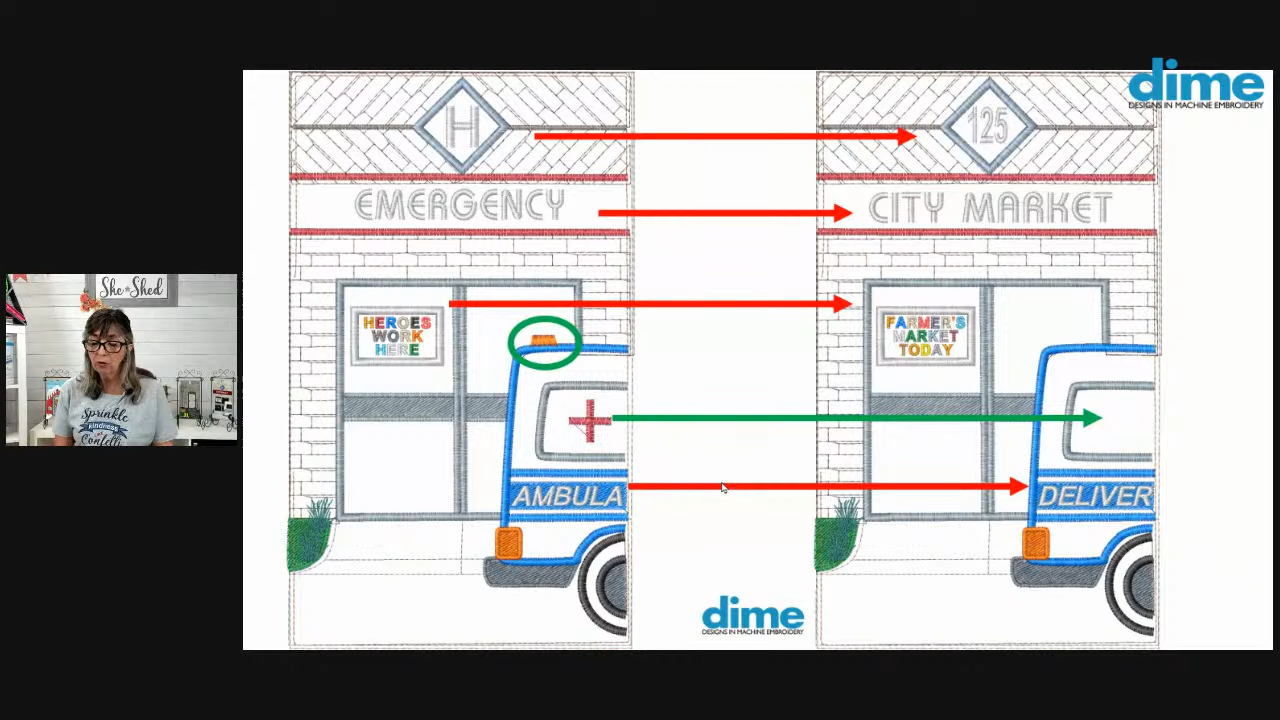 dime
DESIGNS IN MACHINE EMBROIDERY
H
125
EMERGENCY
CITY MARKET
HEROES
WORK
HERE
FARMER'S
MARKET
TODAY
AMBULA
DELIVER
dime
DESIGNS IN MACHINE EMBROIDERY
She Shed
Sprinkle
kindness
Confetti